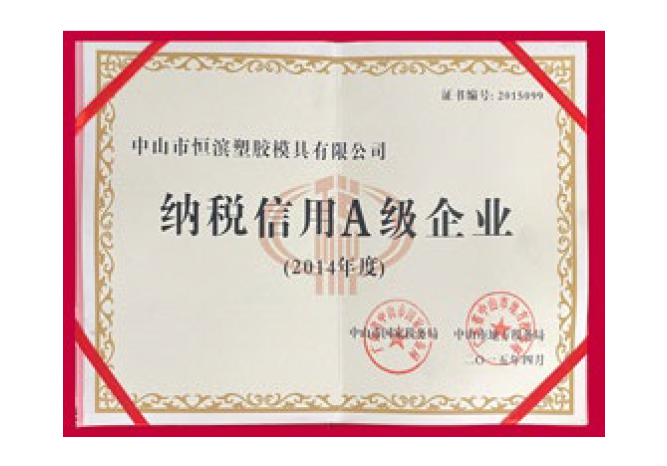 证书编号: 2015099
中山市恒滨塑胶模具有限公司
纳税信用A级企业
(2014年度)
中山市国家税务局 中山市地方税务局
二〇一五年四月